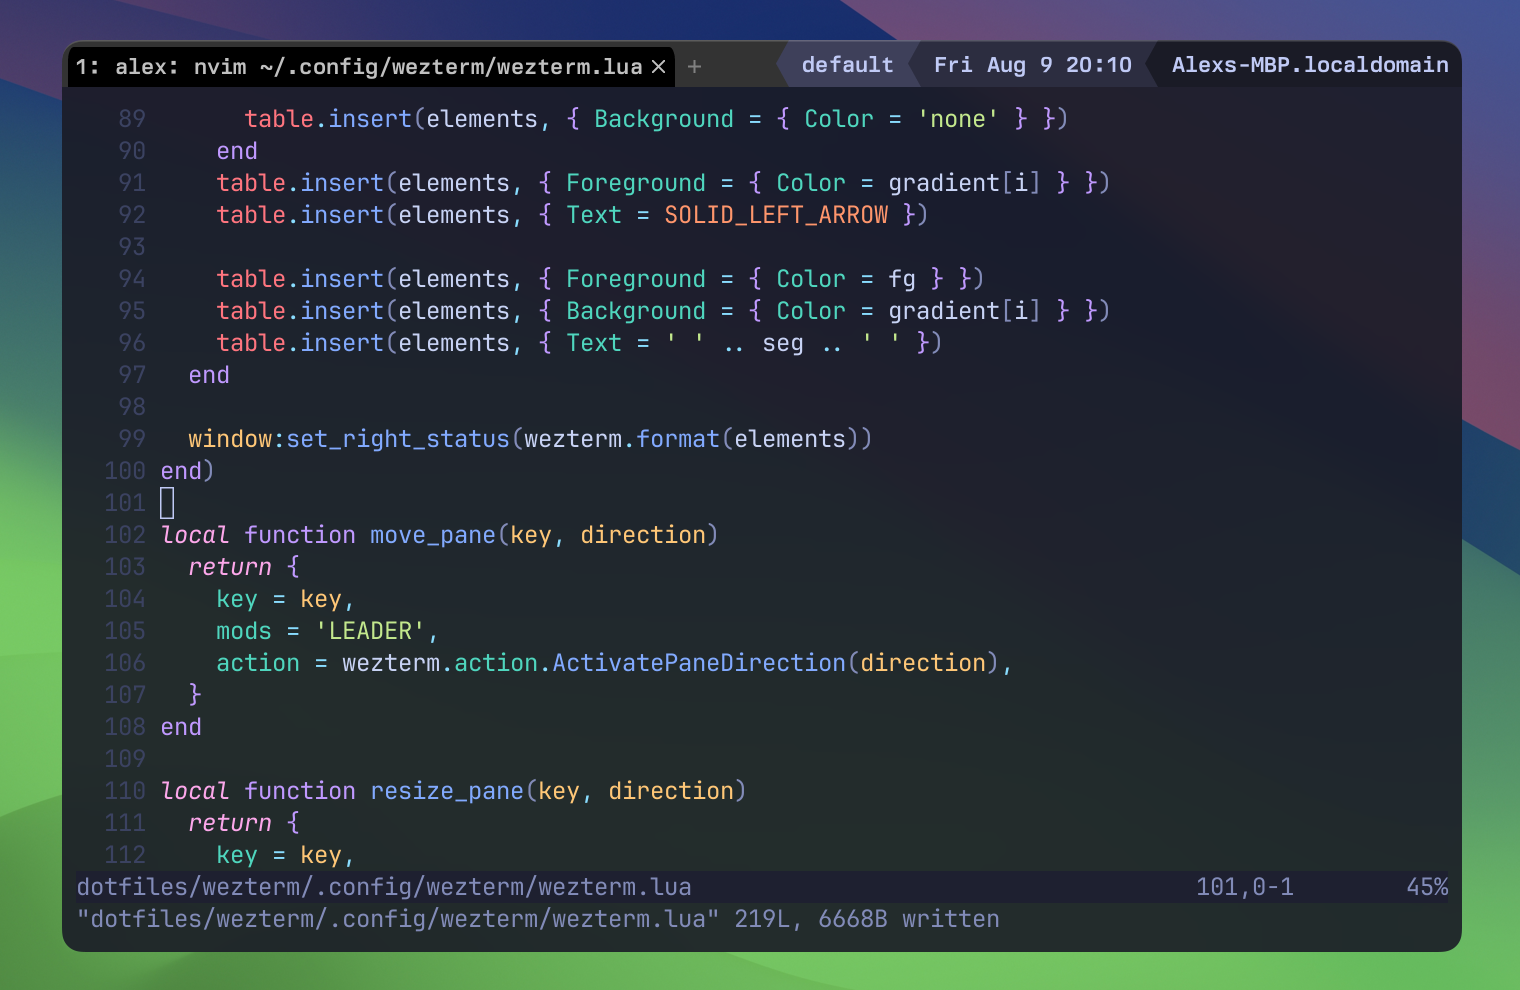 1: alex: nvim ~/.config/wezterm/wezterm.lua × + default Fri Aug 9 20:10 Alexs-MBP.localdomain
89       table.insert(elements, { Background = { Color = 'none' } })
90     end
91     table.insert(elements, { Foreground = { Color = gradient[i] } })
92     table.insert(elements, { Text = SOLID_LEFT_ARROW })
93
94     table.insert(elements, { Foreground = { Color = fg } })
95     table.insert(elements, { Background = { Color = gradient[i] } })
96     table.insert(elements, { Text = ' ' .. seg .. ' ' })
97   end
98
99   window:set_right_status(wezterm.format(elements))
100 end)
101
102 local function move_pane(key, direction)
103   return {
104     key = key,
105     mods = 'LEADER',
106     action = wezterm.action.ActivatePaneDirection(direction),
107   }
108 end
109
110 local function resize_pane(key, direction)
111   return {
112     key = key,
dotfiles/wezterm/.config/wezterm/wezterm.lua 101,0-1 45%
"dotfiles/wezterm/.config/wezterm/wezterm.lua" 219L, 6668B written